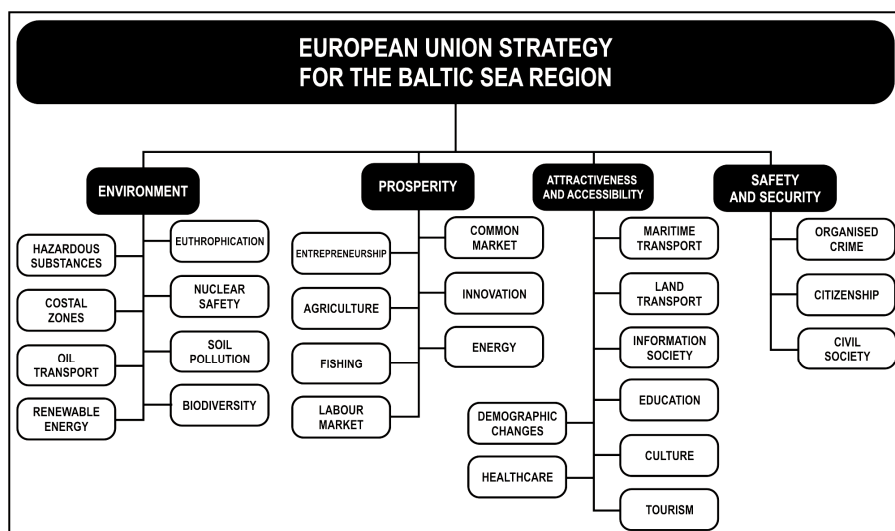 EUROPEAN UNION STRATEGY
FOR THE BALTIC SEA REGION
ENVIRONMENT
HAZARDOUS
SUBSTANCES
COSTAL
ZONES
OIL
TRANSPORT
RENEWABLE
ENERGY
EUTHROPHICATION
NUCLEAR
SAFETY
SOIL
POLLUTION
BIODIVERSITY
PROSPERITY
ENTREPRENEURSHIP
AGRICULTURE
FISHING
LABOUR
MARKET
COMMON
MARKET
INNOVATION
ENERGY
ATTRACTIVENESS
AND ACCESSIBILITY
DEMOGRAPHIC
CHANGES
HEALTHCARE
MARITIME
TRANSPORT
LAND
TRANSPORT
INFORMATION
SOCIETY
EDUCATION
CULTURE
TOURISM
SAFETY
AND SECURITY
ORGANISED
CRIME
CITIZENSHIP
CIVIL
SOCIETY